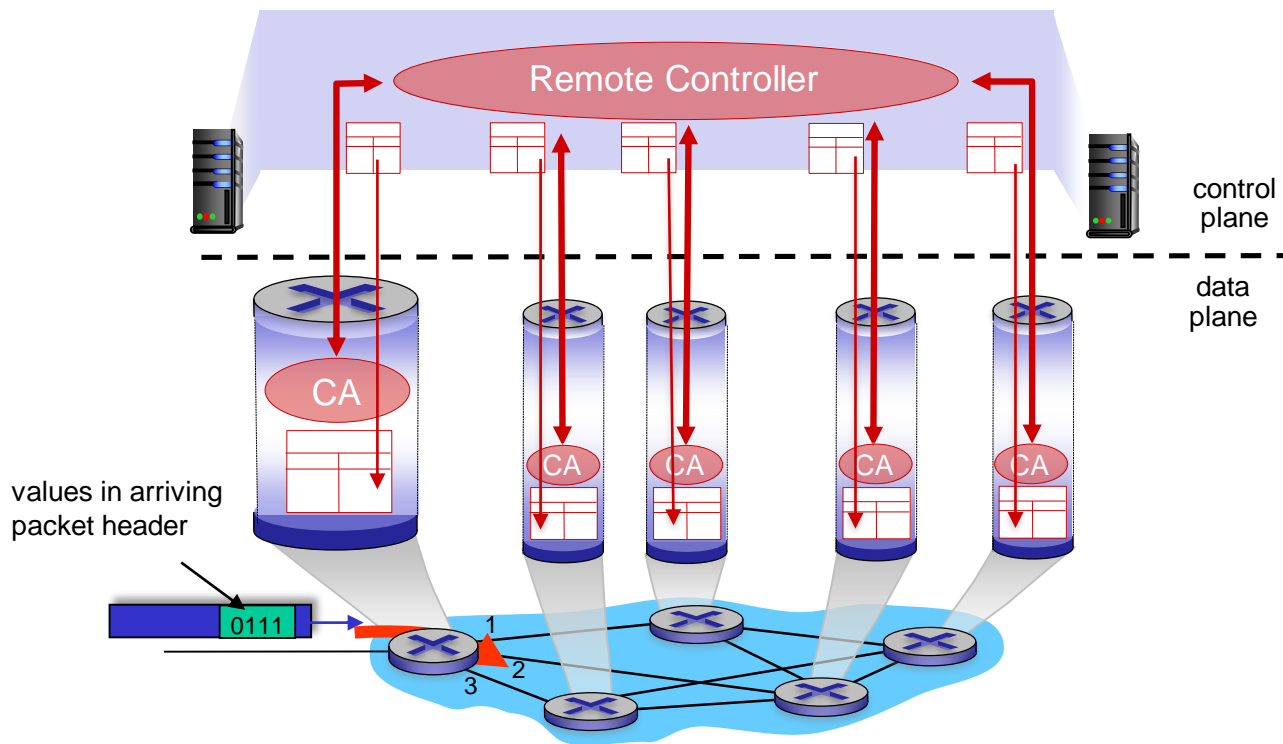 Remote Controller
control
plane
data
plane
CA
CA
CA
CA
CA
values in arriving
packet header
0111
1
2
3